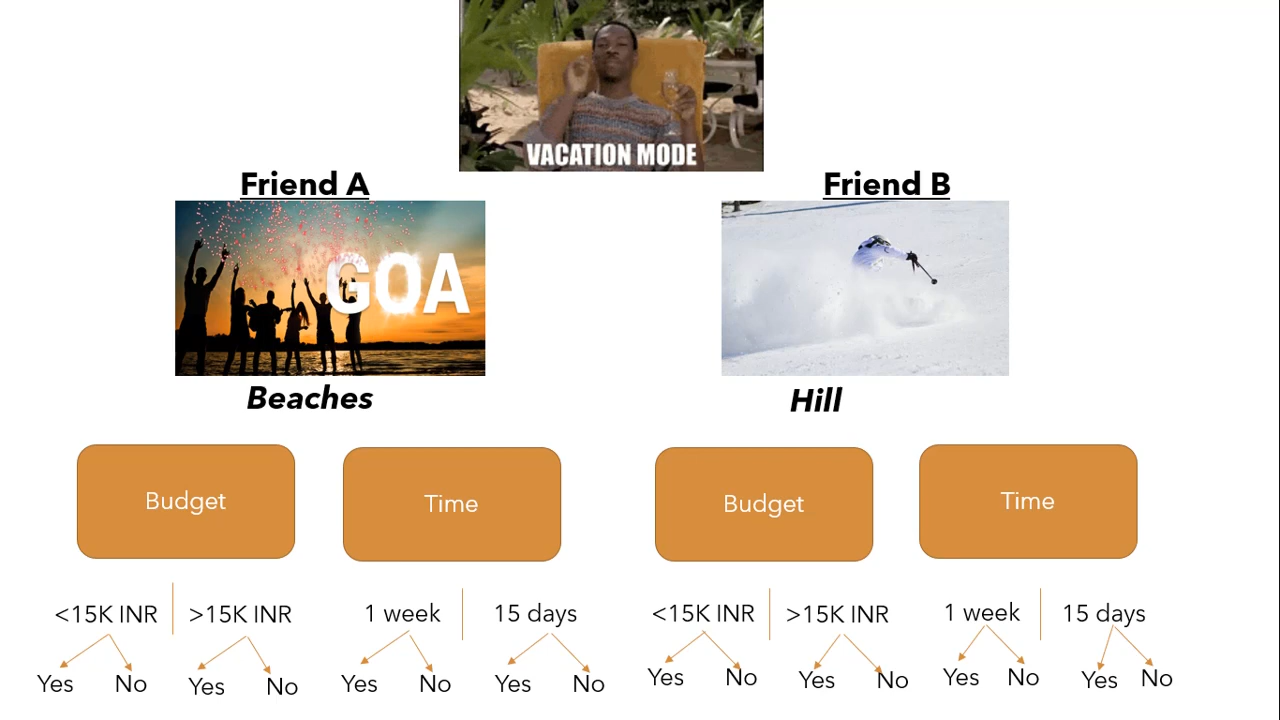 VACATION MODE
Friend A
Friend B
GOA
Beaches
Hill
Budget
Time
Budget
Time
<15K INR
>15K INR
1 week
15 days
<15K INR
>15K INR
1 week
15 days
Yes
No
Yes
No
Yes
No
Yes
No
Yes
No
Yes
No
Yes
No
Yes
No